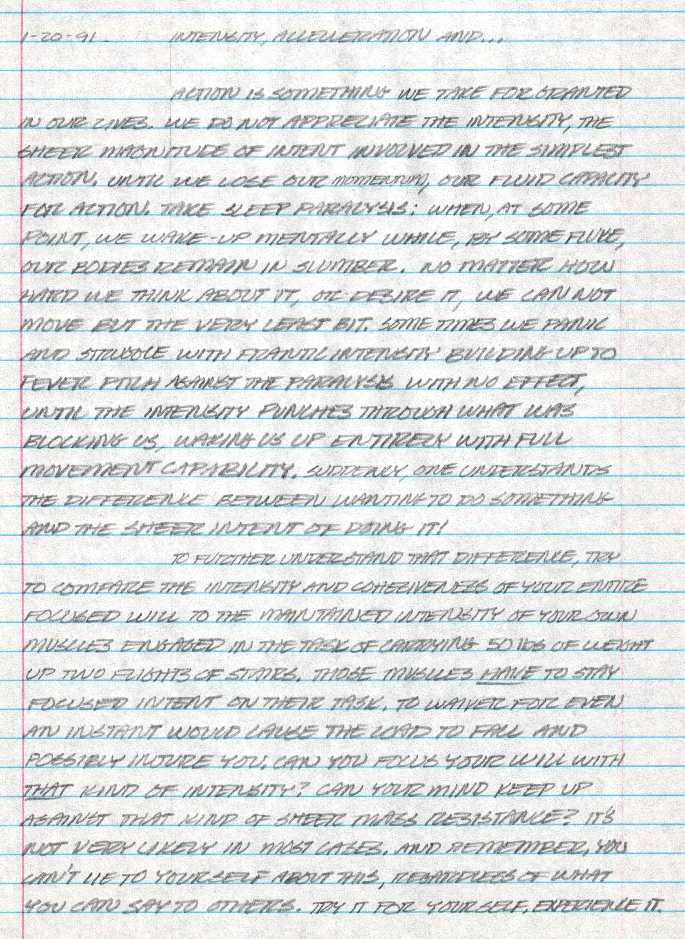 1-20-91. INTENSITY, ACCELLERATION AND...
ACTION IS SOMETHING WE TAKE FOR GRANTED
IN OUR LIVES. WE DO NOT APPRECIATE THE INTENSITY, THE
SHEER MAGNITUDE OF INTENT INVOLVED IN THE SIMPLEST
ACTION. UNTIL WE LOSE OUR MOMENTUM, OUR FLUID CAPACITY
FOR ACTION. TAKE SLEEP PARALYSIS: WHEN, AT SOME
POINT, WE WAKE-UP MENTALLY WHILE, BY SOME FLUKE,
OUR BODIES REMAIN IN SLUMBER. NO MATTER HOW
HARD WE THINK ABOUT IT, OR DESIRE IT, WE CAN NOT
MOVE BUT THE VERY LEAST BIT. SOMETIMES WE PANIC
AND STRUGGLE WITH FRANTIC INTENSITY BUILDING UP TO
FEVER PITCH AGAINST THE PARALYSIS WITH NO EFFECT,
UNTIL THE INTENSITY PUNCHES THROUGH WHAT WAS
BLOCKING US, WAKING US UP ENTIRELY WITH FULL
MOVEMENT CAPABILITY. SUDDENLY, ONE UNDERSTANDS
THE DIFFERENCE BETWEEN WANTING TO DO SOMETHING
AND THE SHEER INTENT OF DOING IT!
TO FURTHER UNDERSTAND THAT DIFFERENCE, TRY
TO COMPARE THE INTENSITY AND COHESIVENESS OF YOUR ENTIRE
FOCUSED WILL TO THE MAINTAINED INTENSITY OF YOUR OWN
MUSCLES ENGAGED IN THE TASK OF CARRYING 50 lbs OF WEIGHT
UP TWO FLIGHTS OF STAIRS. THOSE MUSCLES HAVE TO STAY
FOCUSED INTENT ON THEIR TASK. TO WAIVER FOR EVEN
AN INSTANT WOULD CAUSE THE LOAD TO FALL AND
POSSIBLY INJURE YOU. CAN YOU FOCUS YOUR WILL WITH
THAT KIND OF INTENSITY? CAN YOUR MIND KEEP UP
AGAINST THAT KIND OF SHEER MASS RESISTANCE? IT'S
NOT VERY LIKELY IN MOST CASES. AND REMEMBER, YOU
CAN'T LIE TO YOURSELF ABOUT THIS, REGARDLESS OF WHAT
YOU CAN SAY TO OTHERS. TRY IT FOR YOURSELF, EXPERIENCE IT.